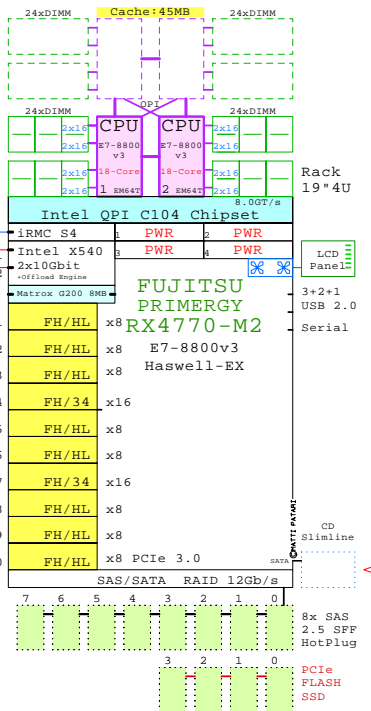 24xDIMM Cache:45MB 24xDIMM
QPI
24xDIMM 24xDIMM
2x16 CPU CPU 2x16
2x16 E7-8800 v3 E7-8800 v3 2x16
2x16 18-Core 18-Core 2x16
2x16 1 EM64T 2 EM64T 2x16
Rack
19"4U
8.0GT/s
Intel QPI C104 Chipset
iRMC S4 1 PWR 2 PWR
Intel X540 3 PWR 4 PWR
2x10Gbit
+Offload Engine
LCD
Panel
Matrox G200 8MB
3+2+1
USB 2.0
Serial
FUJITSU
PRIMERGY
RX4770-M2
E7-8800v3
Haswell-EX
FH/HL x8
FH/HL x8
FH/HL x8
FH/34 x16
FH/HL x8
FH/HL x8
FH/34 x16
FH/HL x8
FH/HL x8
FH/HL x8 PCIe 3.0
©MATTI PATARI
CD
Slimline
SATA
SAS/SATA RAID 12Gb/s
7 6 5 4 3 2 1 0
8x SAS
2.5 SFF
HotPlug
3 2 1 0
PCIe
FLASH
SSD